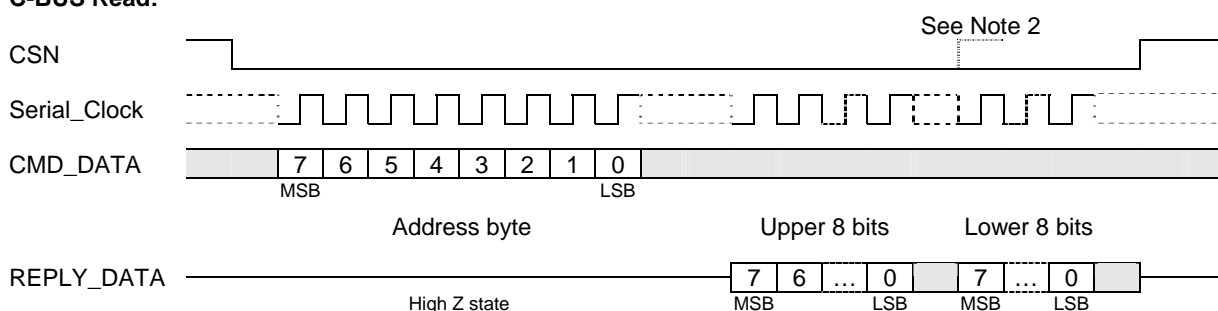 C-BUS Read:
See Note 2
CSN
Serial_Clock
CMD_DATA 7 6 5 4 3 2 1 0
MSB LSB
Address byte Upper 8 bits Lower 8 bits
REPLY_DATA 7 6 … 0 7 … 0
High Z state MSB LSB MSB LSB